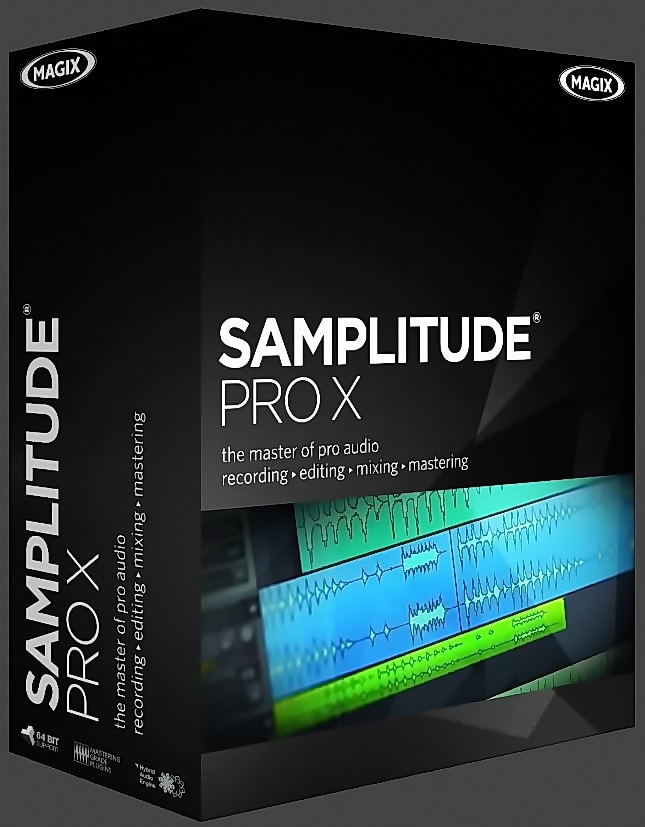 MAGIX
SAMPLITUDE®
PRO X
the master of pro audio
recording ▸ editing ▸ mixing ▸ mastering
64 BIT
SUPPORT
MASTERING
GRADE
PLUGINS
Hybrid
Audio
Engine
MAGIX
SAMPLITUDE®
PRO X
the master of pro audio
recording ▸ editing ▸ mixing ▸ mastering